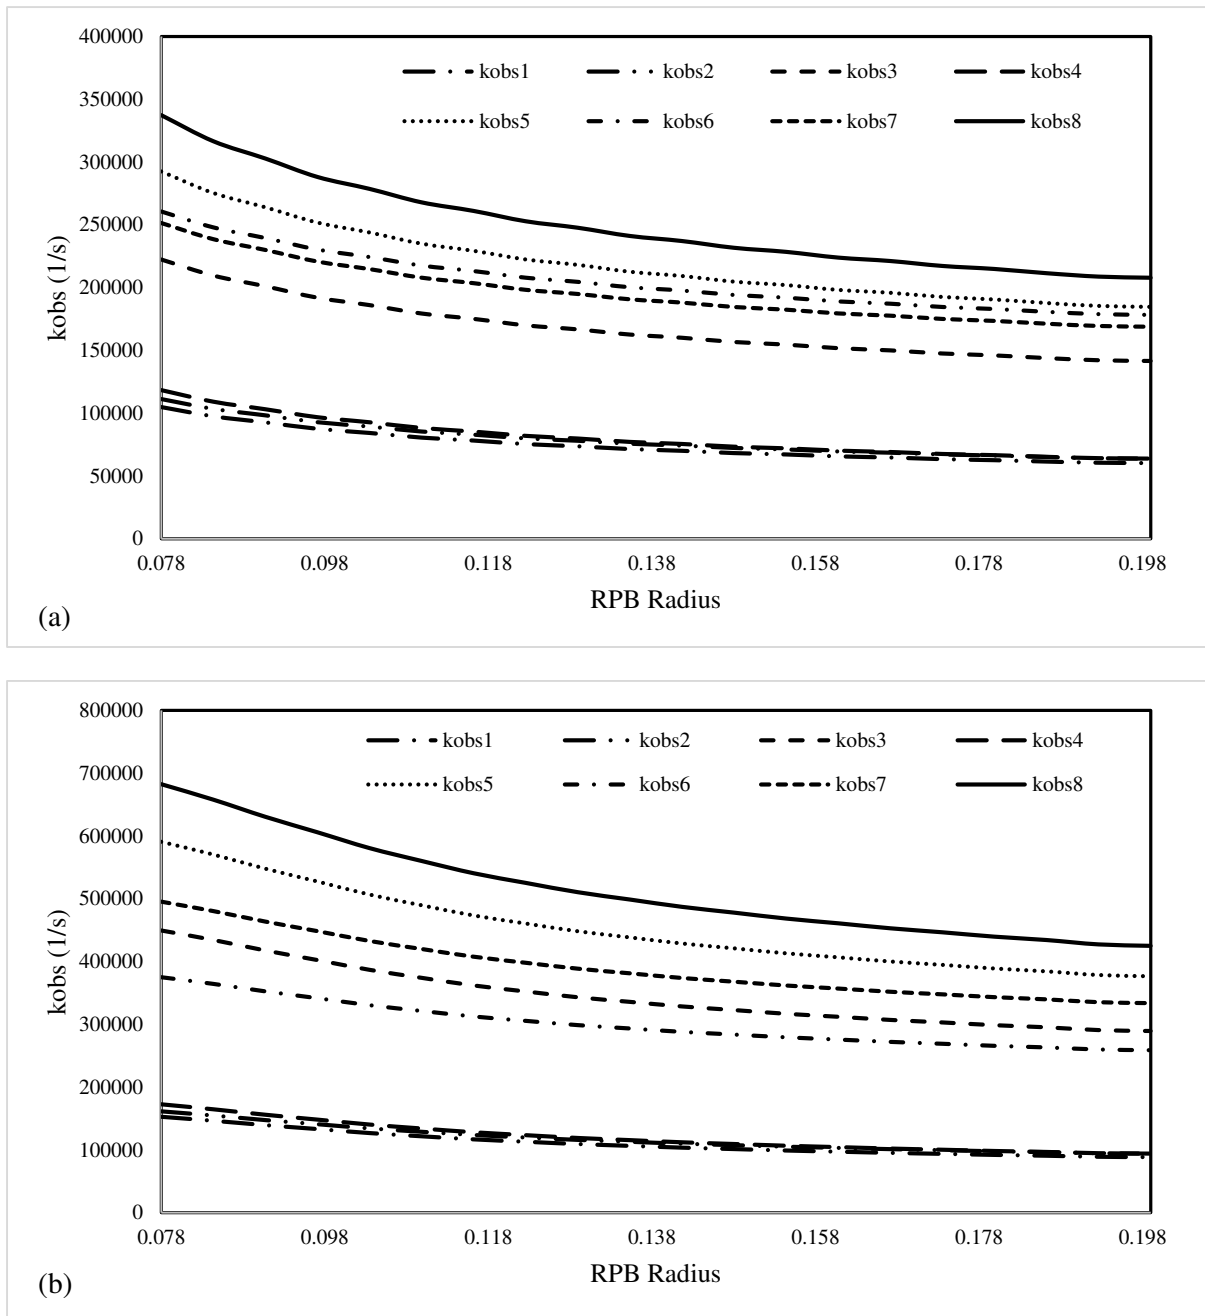 400000
350000
300000
250000
200000
150000
100000
50000
0
kobs (1/s)
kobs1 kobs2 kobs3 kobs4
kobs5 kobs6 kobs7 kobs8
0.078 0.098 0.118 0.138 0.158 0.178 0.198
RPB Radius
(a)
800000
700000
600000
500000
400000
300000
200000
100000
0
kobs (1/s)
kobs1 kobs2 kobs3 kobs4
kobs5 kobs6 kobs7 kobs8
0.078 0.098 0.118 0.138 0.158 0.178 0.198
RPB Radius
(b)